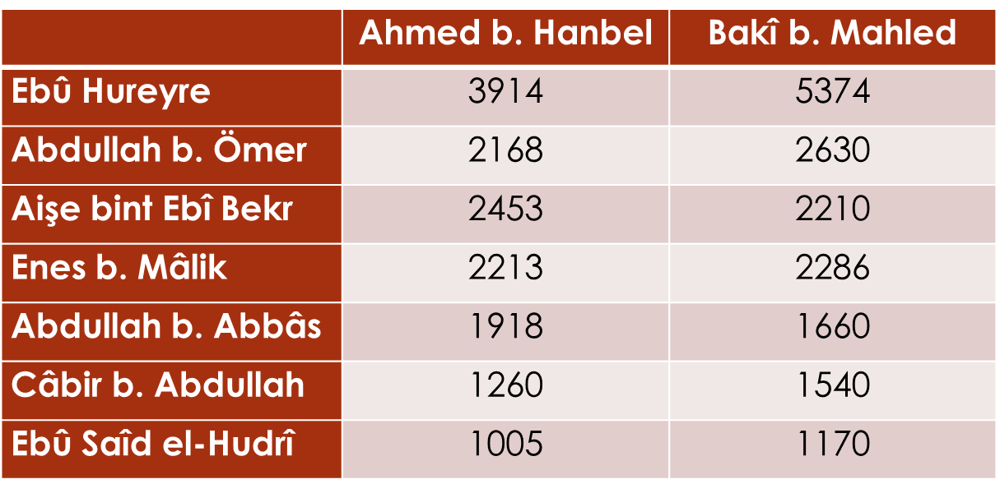 Ahmed b. Hanbel Bakî b. Mahled
Ebû Hureyre 3914 5374
Abdullah b. Ömer 2168 2630
Aişe bint Ebî Bekr 2453 2210
Enes b. Mâlik 2213 2286
Abdullah b. Abbâs 1918 1660
Câbir b. Abdullah 1260 1540
Ebû Saîd el-Hudrî 1005 1170